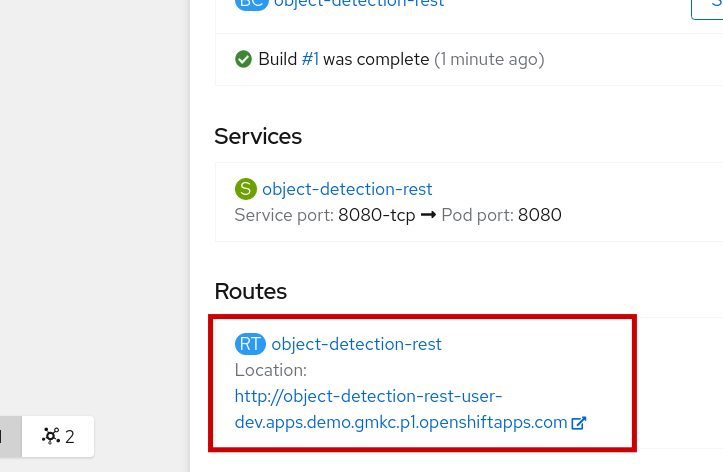 BC object-detection-rest
Build #1 was complete (1 minute ago)
Services
S object-detection-rest
Service port: 8080-tcp → Pod port: 8080
Routes
RT object-detection-rest
Location:
http://object-detection-rest-user-
dev.apps.demo.gmkc.p1.openshiftapps.com
2